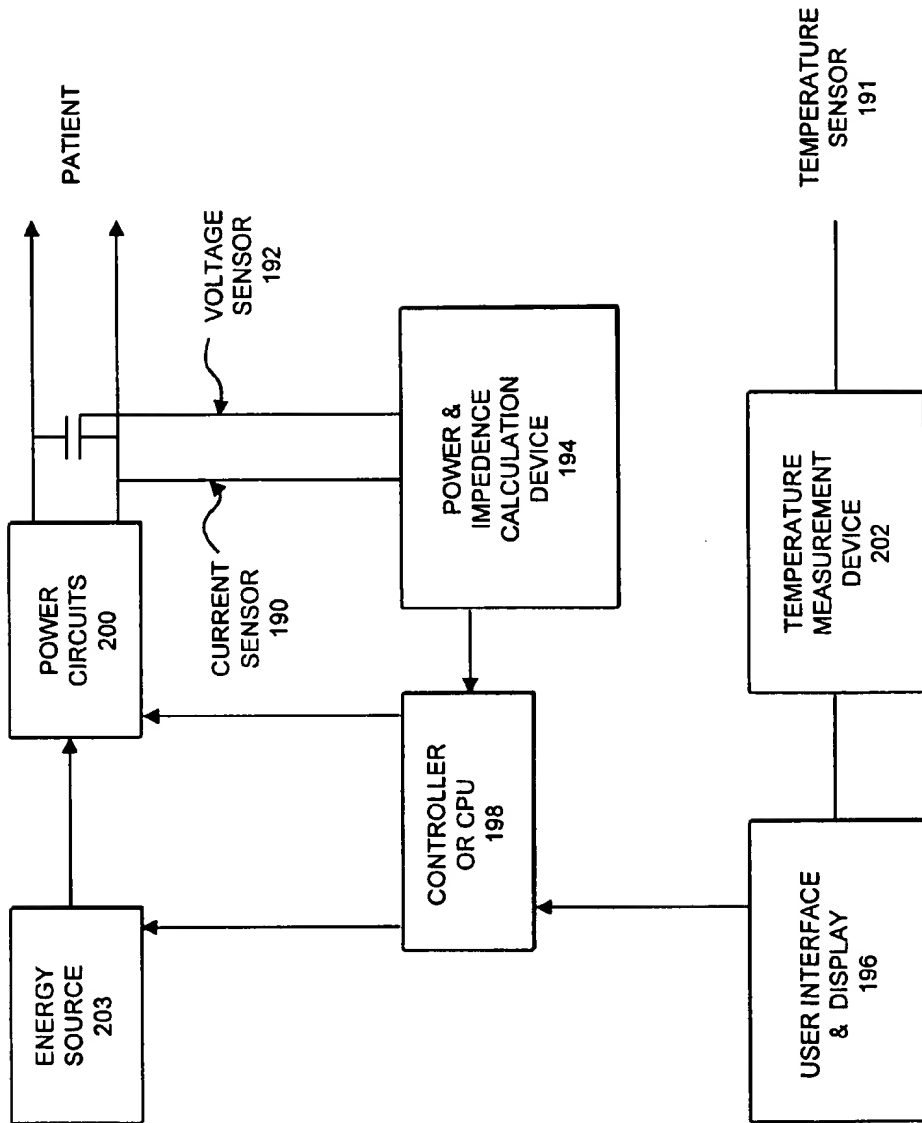 ENERGY
SOURCE
203
POWER
CIRCUITS
200
PATIENT
CURRENT
SENSOR
190
VOLTAGE
SENSOR
192
CONTROLLER
OR CPU
198
POWER &
IMPEDENCE
CALCULATION
DEVICE
194
USER INTERFACE
& DISPLAY
196
TEMPERATURE
MEASUREMENT
DEVICE
202
TEMPERATURE
SENSOR
191